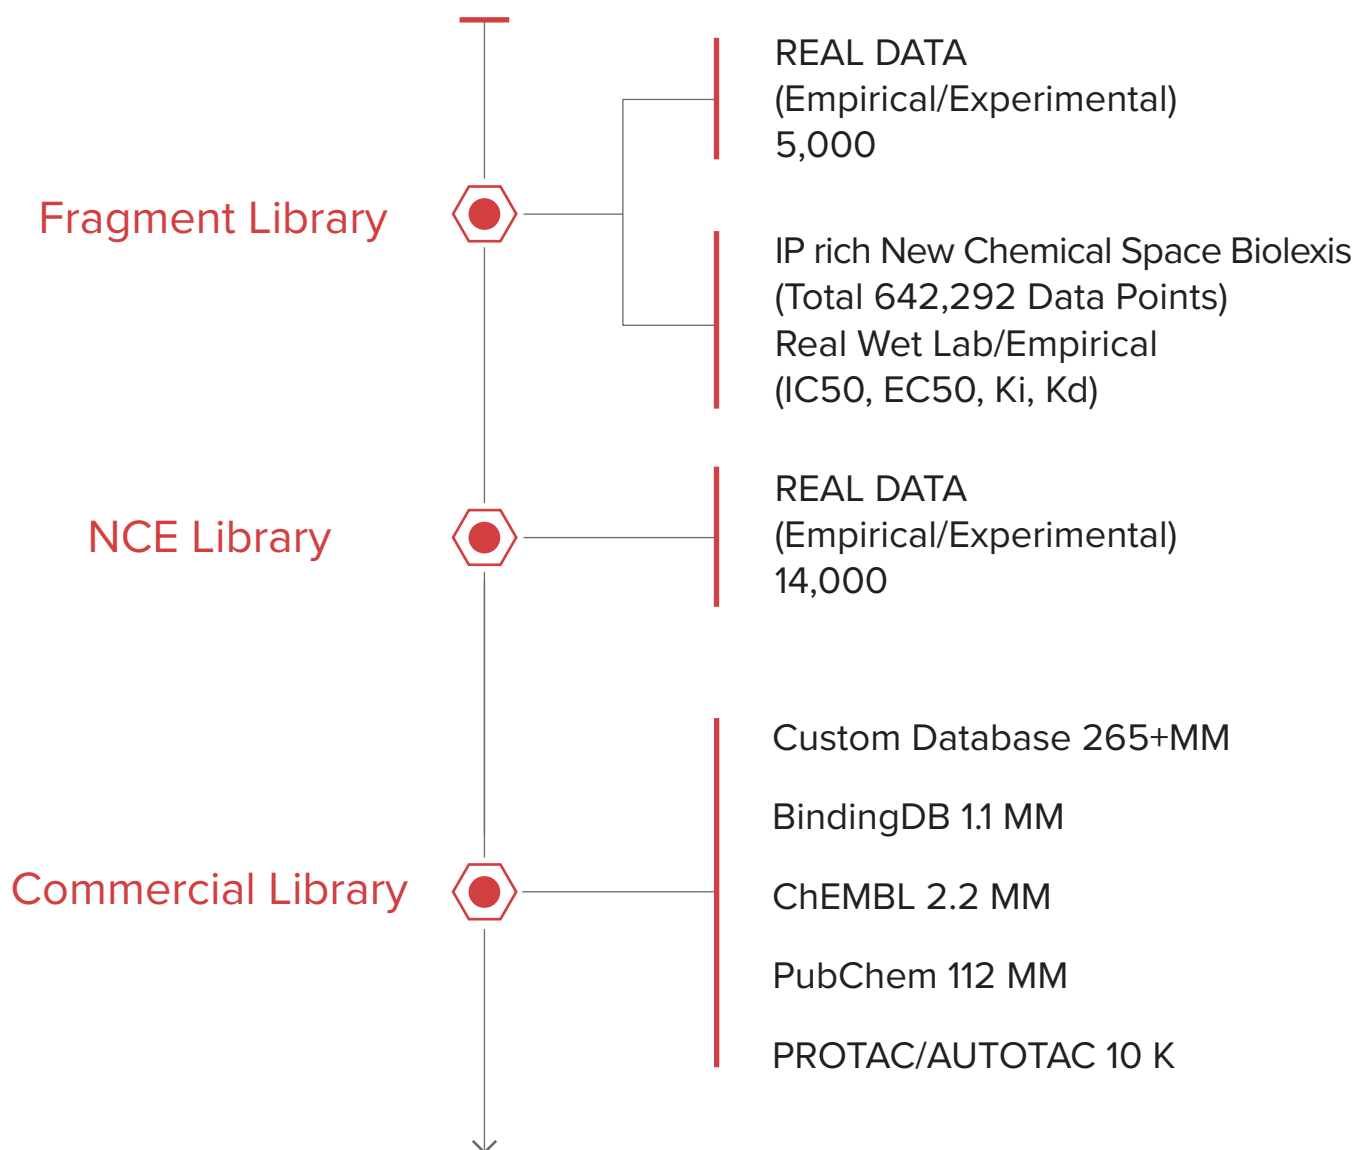 Fragment Library
REAL DATA
(Empirical/Experimental)
5,000
IP rich New Chemical Space Biolexis
(Total 642,292 Data Points)
Real Wet Lab/Empirical
(IC50, EC50, Ki, Kd)
NCE Library
REAL DATA
(Empirical/Experimental)
14,000
Commercial Library
Custom Database 265+MM
BindingDB 1.1 MM
ChEMBL 2.2 MM
PubChem 112 MM
PROTAC/AUTOTAC 10 K